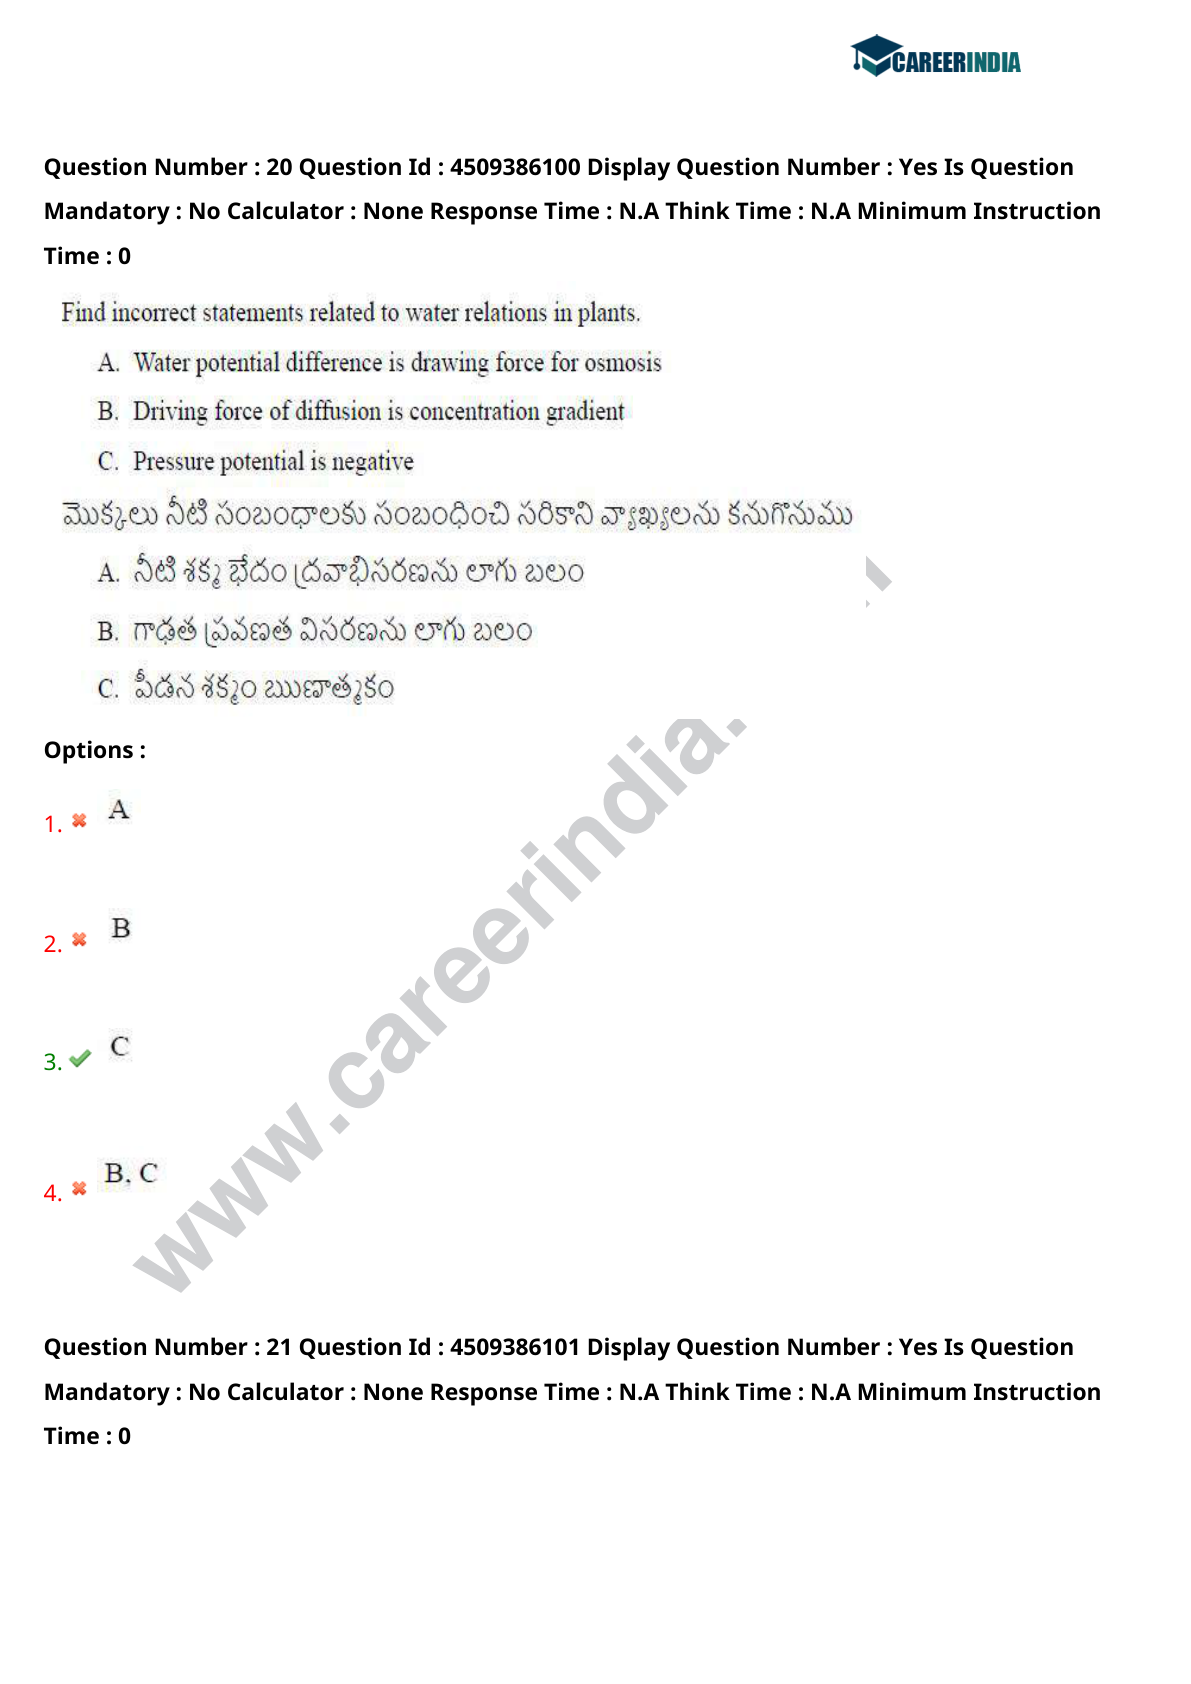 CAREERINDIA
Question Number : 20 Question Id : 4509386100 Display Question Number : Yes Is Question
Mandatory : No Calculator : None Response Time : N.A Think Time : N.A Minimum Instruction
Time : 0
Find incorrect statements related to water relations in plants.
A. Water potential difference is drawing force for osmosis
B. Driving force of diffusion is concentration gradient
C. Pressure potential is negative
మొక్కలు నీటి సంబంధాలకు సంబంధించి సరికాని వ్యాఖ్యలను కనుగొనుము
A. నీటి శక్మ భేదం ద్రవాభిసరణను లాగు బలం
B. గాఢత ప్రవణత విసరణను లాగు బలం
C. పీడన శక్మం ఋణాత్మకం
Options :
1. A
2. B
3. C
4. B, C
www.careerindia.
Question Number : 21 Question Id : 4509386101 Display Question Number : Yes Is Question
Mandatory : No Calculator : None Response Time : N.A Think Time : N.A Minimum Instruction
Time : 0